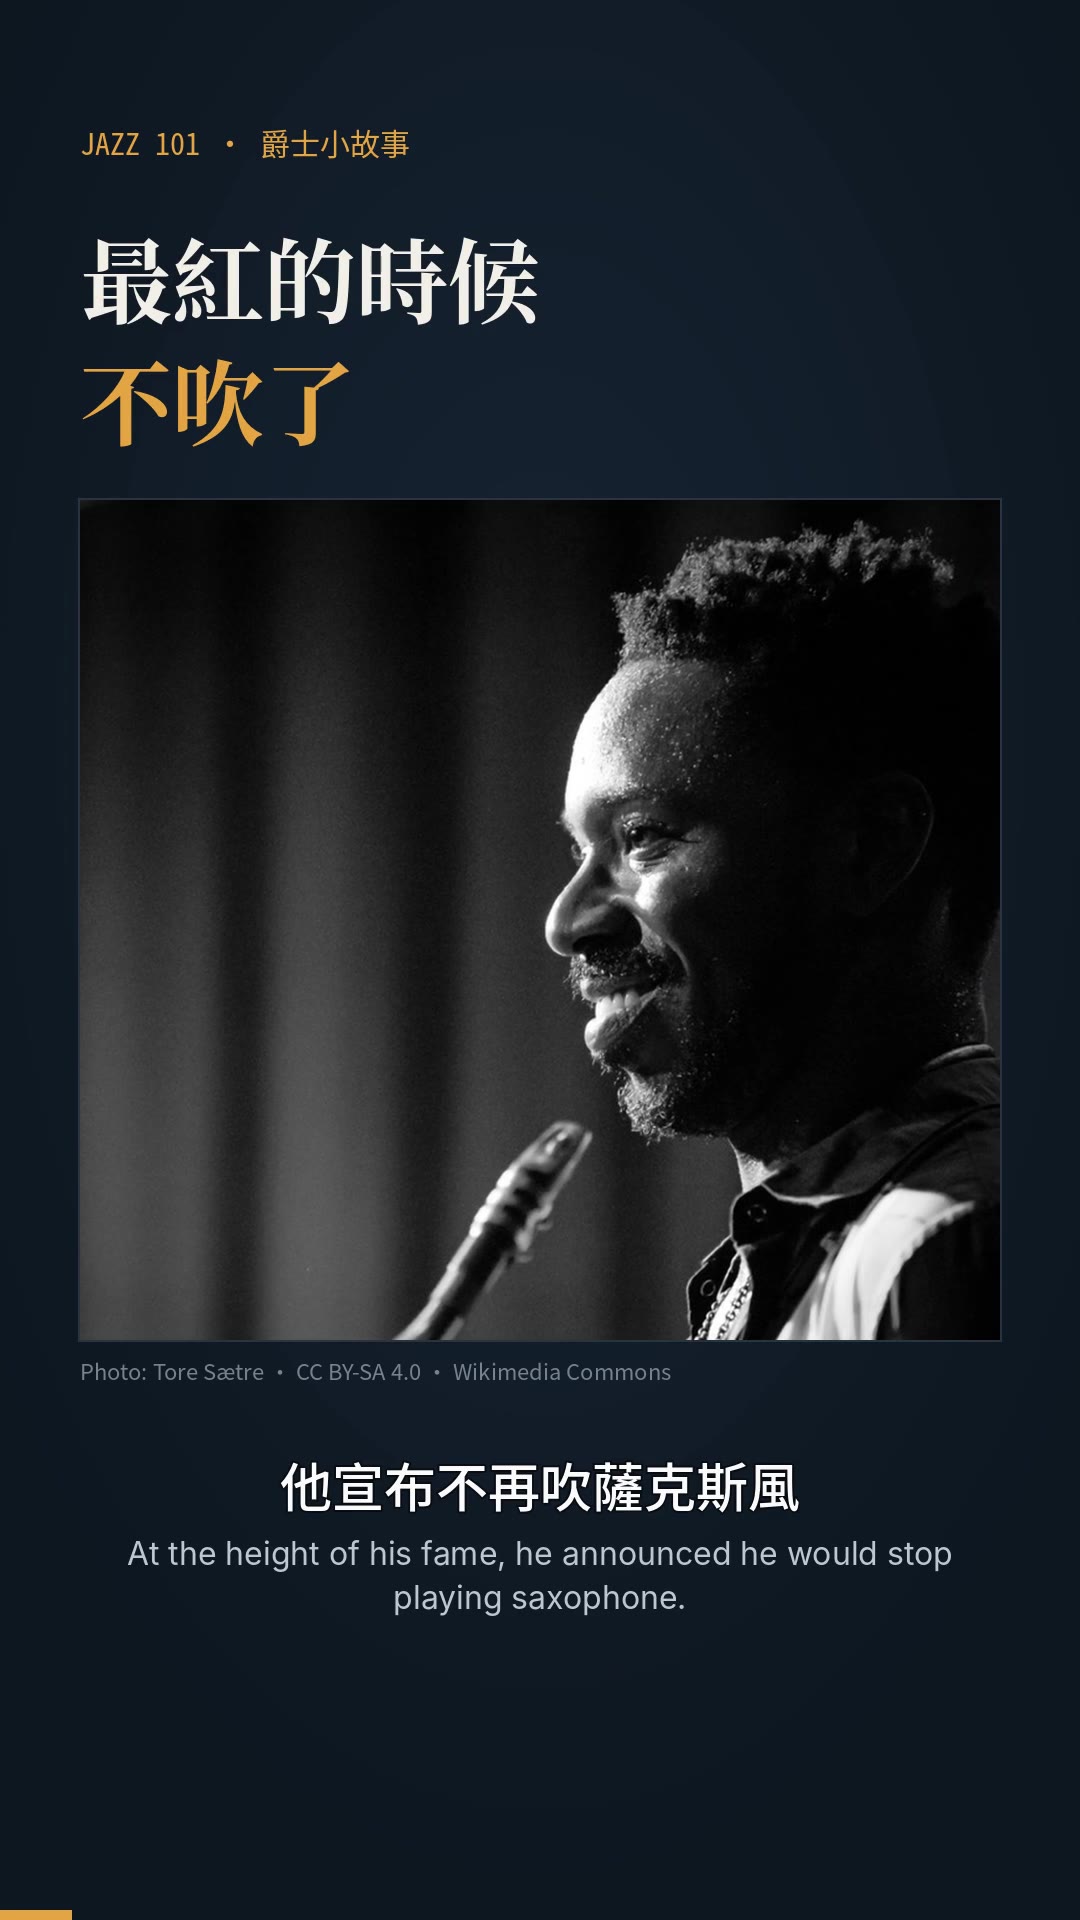 JAZZ 101 • 爵士小故事
最紅的時候
不吹了
Photo: Tore Sætre • CC BY-SA 4.0 • Wikimedia Commons
他宣布不再吹薩克斯風
At the height of his fame, he announced he would stop
playing saxophone.